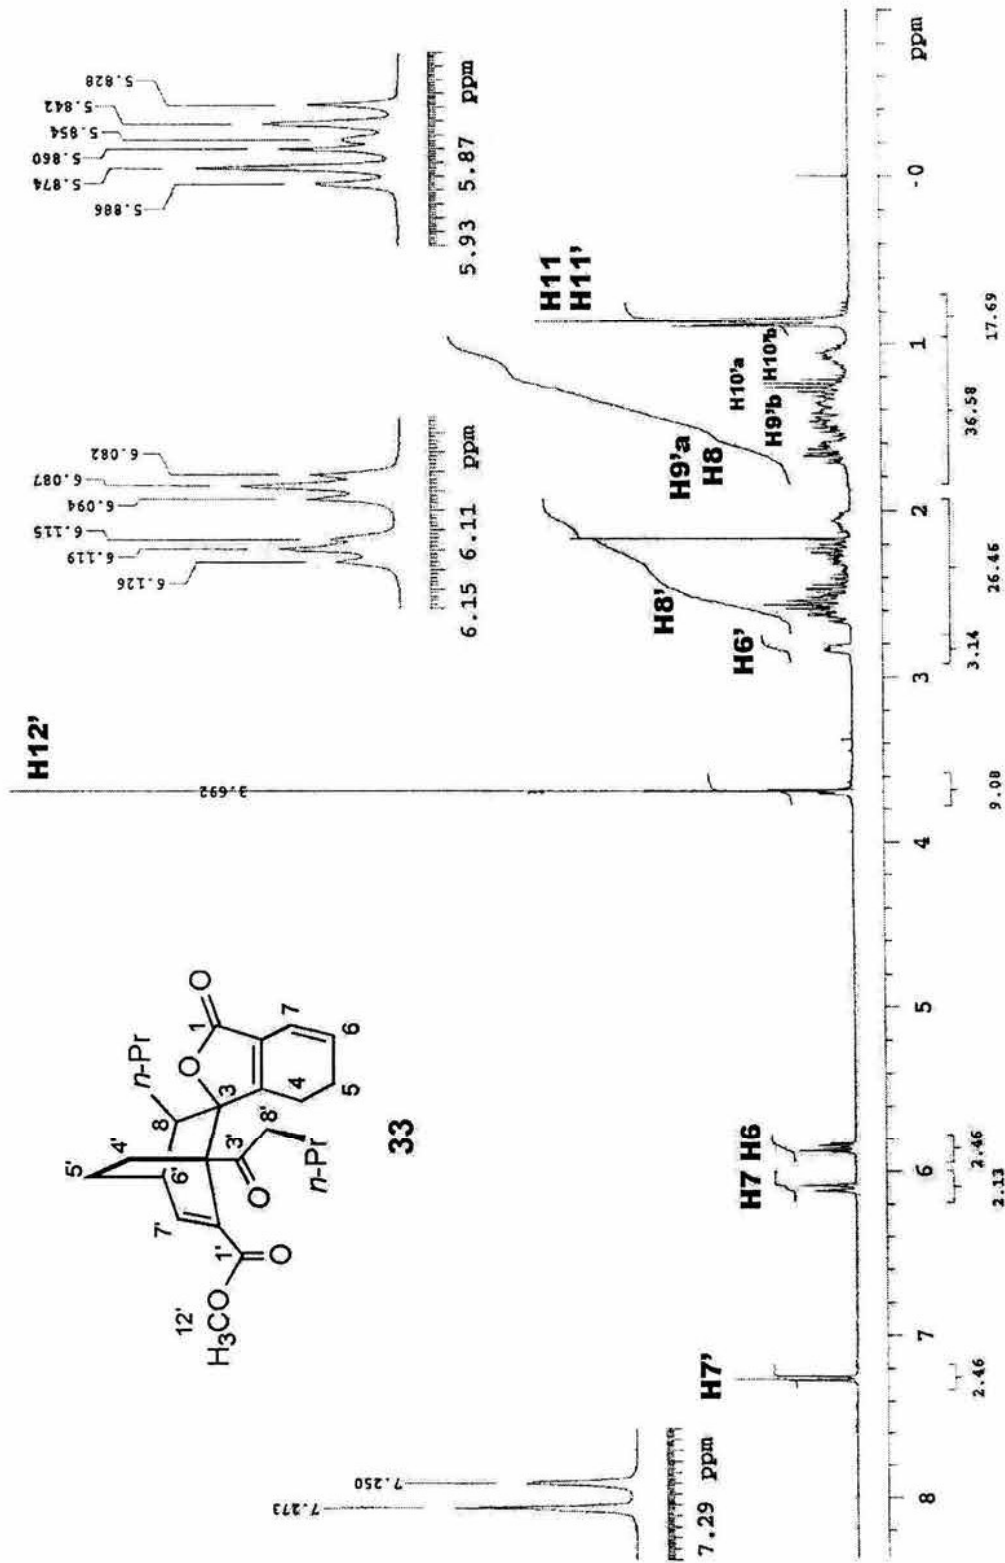 H12'
3.692
5.886
5.874
5.860
5.854
5.842
5.828
5.93 5.87 ppm
6.126
6.119
6.115
6.094
6.087
6.082
6.15 6.11 ppm
7.273
7.250
7.29 ppm
5'
4'
8
n-Pr
1
O
O
7
6
5
4
3
8'
3'
O
n-Pr
6'
7'
1'
O
12'
H3CO
33
H7'
H7 H6
H6'
H8'
H9'a
H8
H10'a
H9'b
H10'b
H11
H11'
8 7 6 5 4 3 2 1 -0 ppm
2.46
2.13
2.46
9.08
3.14
26.46
36.58
17.69